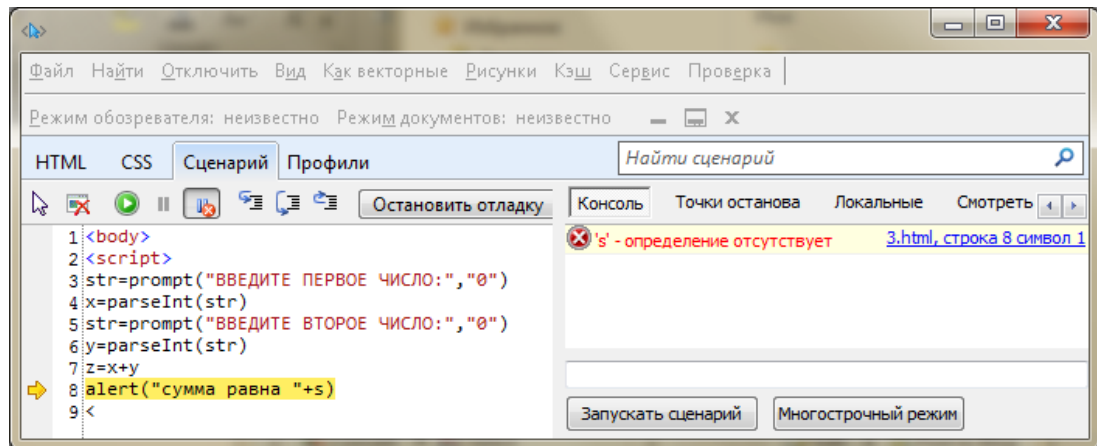 Файл Найти Отключить Вид Как векторные Рисунки Кэш Сервис Проверка
Режим обозревателя: неизвестно Режим документов: неизвестно
HTML CSS Сценарий Профили Найти сценарий
Остановить отладку Консоль Точки останова Локальные Смотреть
1 <body>
2 <script>
3 str=prompt("ВВЕДИТЕ ПЕРВОЕ ЧИСЛО:","0")
4 x=parseInt(str)
5 str=prompt("ВВЕДИТЕ ВТОРОЕ ЧИСЛО:","0")
6 y=parseInt(str)
7 z=x+y
8 alert("сумма равна "+s)
9 <
's' - определение отсутствует 3.html, строка 8 символ 1
Запускать сценарий Многострочный режим